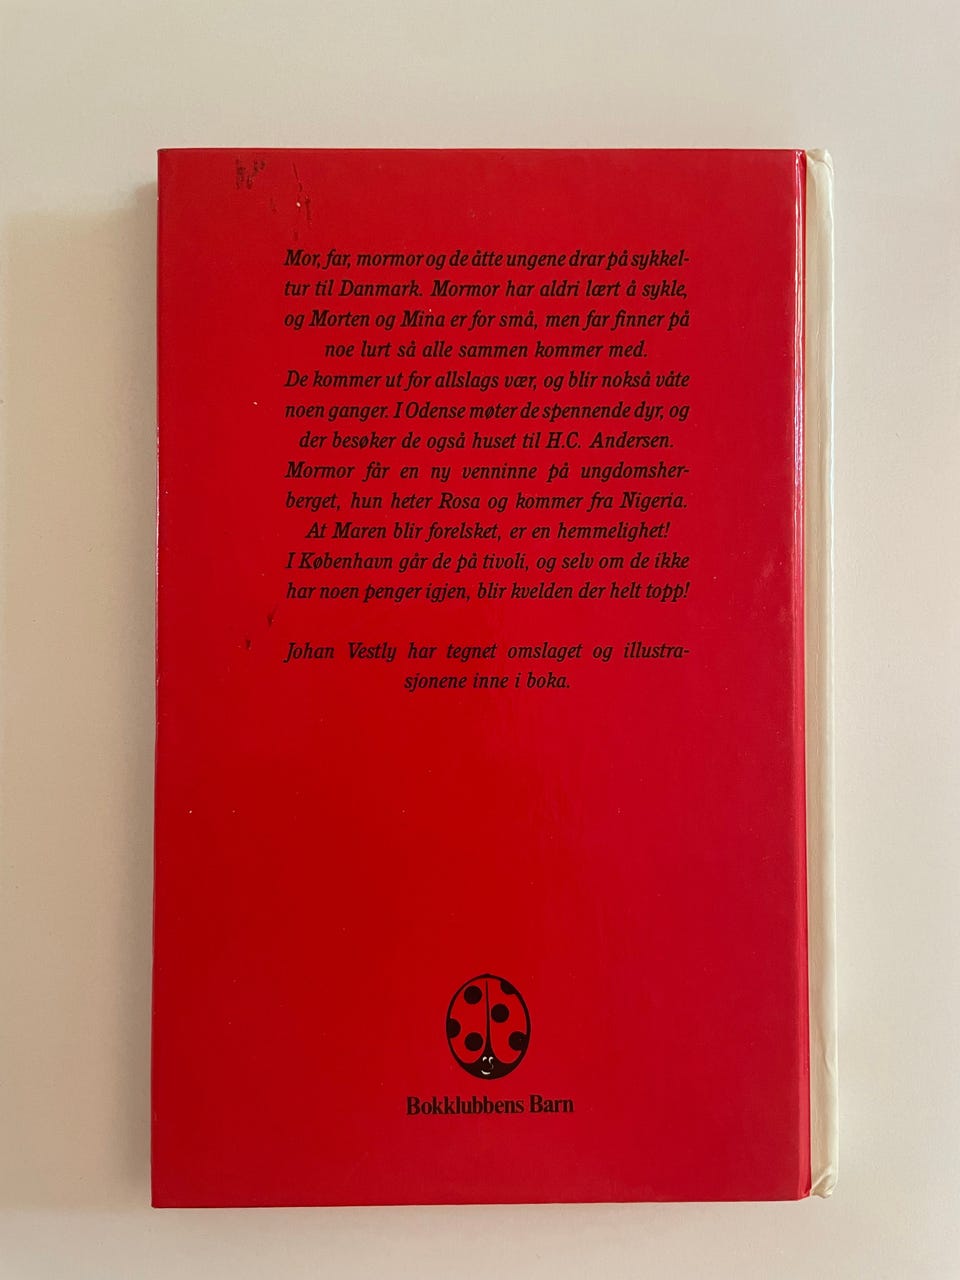 Mor, far, mormor og de åtte ungene drar på sykkel-
tur til Danmark. Mormor har aldri lært å sykle,
og Morten og Mina er for små, men far finner på
noe lurt så alle sammen kommer med.
De kommer ut for allslags vær, og blir nokså våte
noen ganger. I Odense møter de spennende dyr, og
der besøker de også huset til H.C. Andersen.
Mormor får en ny venninne på ungdomsher-
berget, hun heter Rosa og kommer fra Nigeria.
At Maren blir forelsket, er en hemmelighet!
I København går de på tivoli, og selv om de ikke
har noen penger igjen, blir kvelden der helt topp!
Johan Vestly har tegnet omslaget og illustra-
sjonene inne i boka.
Bokklubbens Barn